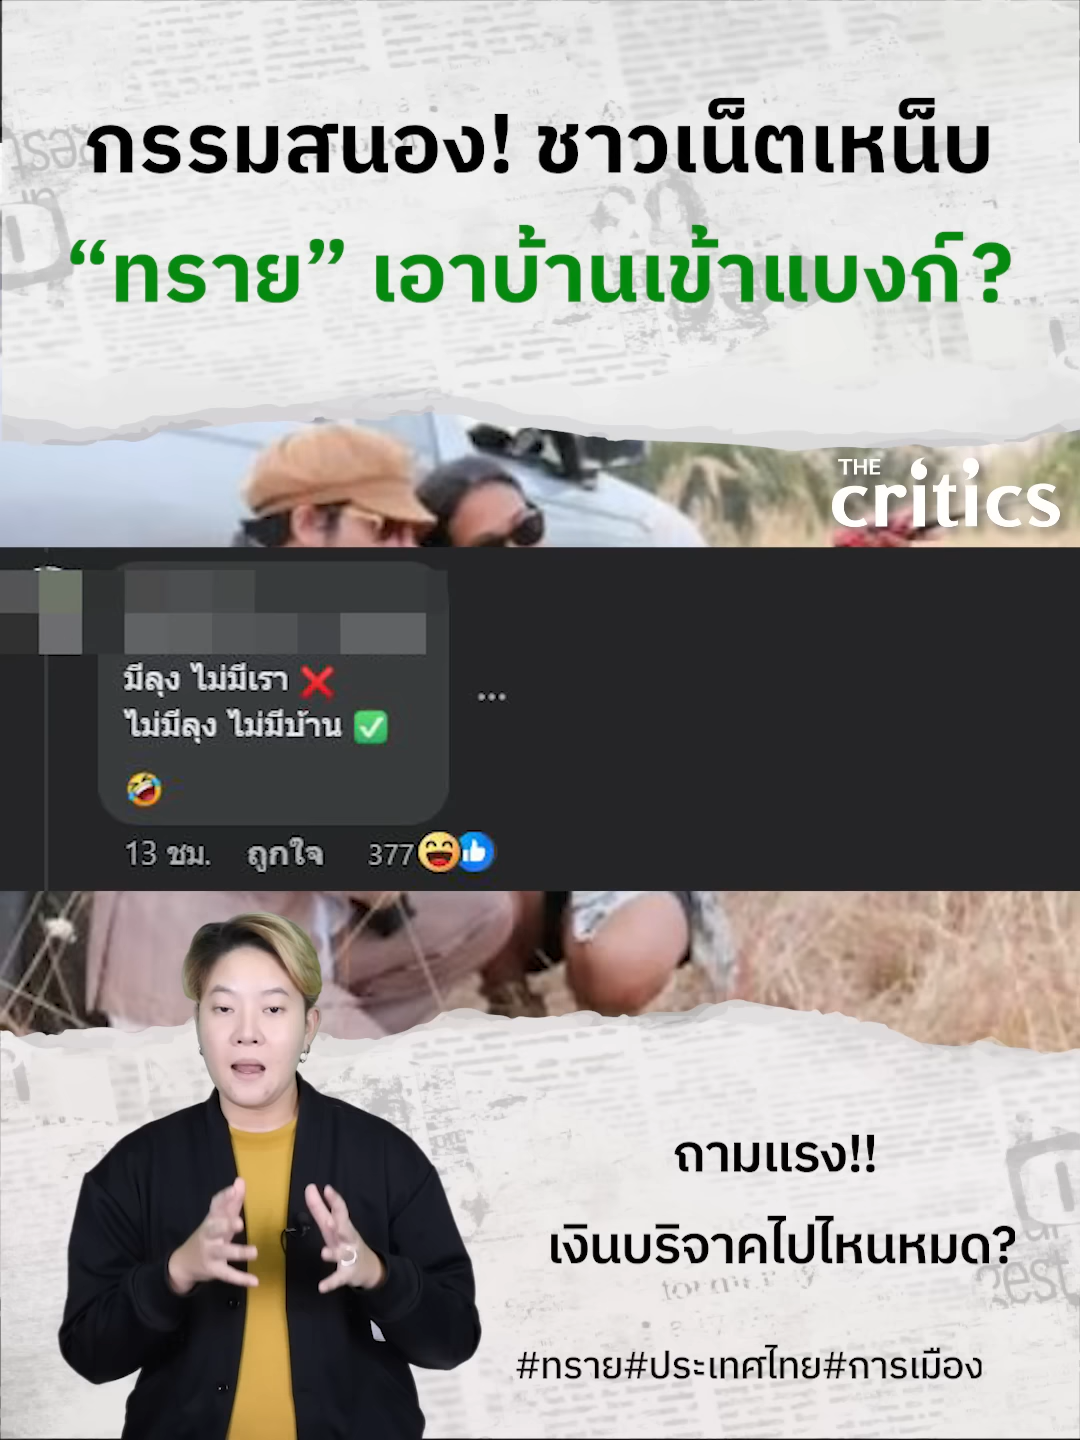 กรรมสนอง! ชาวเน็ตเหน็บ
“ทราย” เอาบ้านเข้าแบงก์?
THE
critics
มีลุง ไม่มีเรา ❌
ไม่มีลุง ไม่มีบ้าน ✅
🤣
13 ชม. ถูกใจ 377
ถามแรง!!
เงินบริจาคไปไหนหมด?
#ทราย#ประเทศไทย#การเมือง